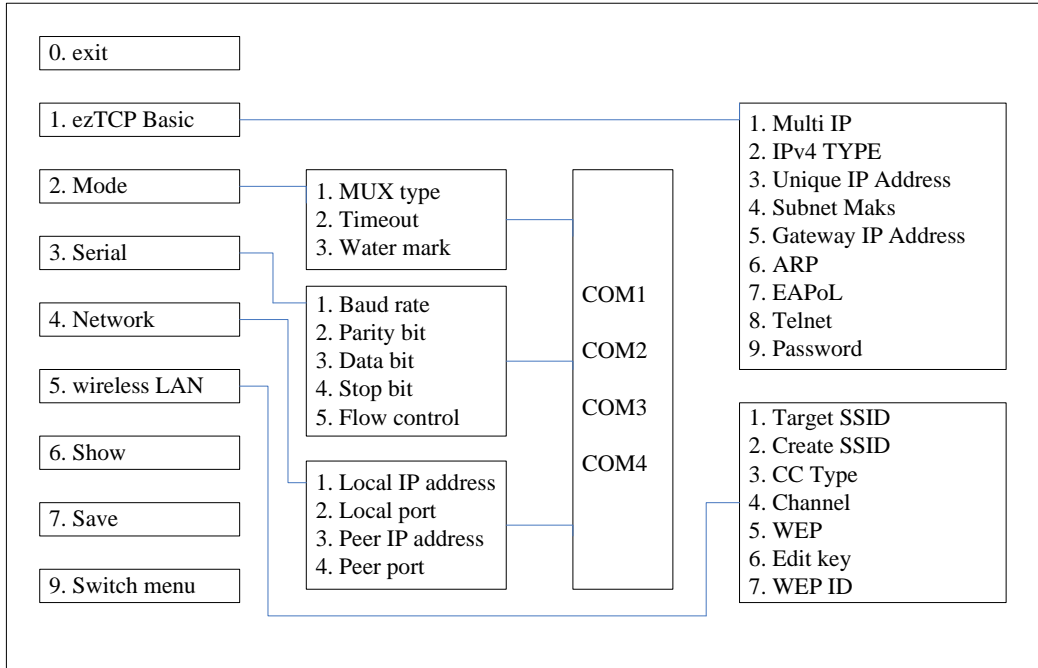 0. exit
1. ezTCP Basic
2. Mode
3. Serial
4. Network
5. wireless LAN
6. Show
7. Save
9. Switch menu
1. MUX type
2. Timeout
3. Water mark
1. Baud rate
2. Parity bit
3. Data bit
4. Stop bit
5. Flow control
1. Local IP address
2. Local port
3. Peer IP address
4. Peer port
COM1
COM2
COM3
COM4
1. Multi IP
2. IPv4 TYPE
3. Unique IP Address
4. Subnet Maks
5. Gateway IP Address
6. ARP
7. EAPoL
8. Telnet
9. Password
1. Target SSID
2. Create SSID
3. CC Type
4. Channel
5. WEP
6. Edit key
7. WEP ID